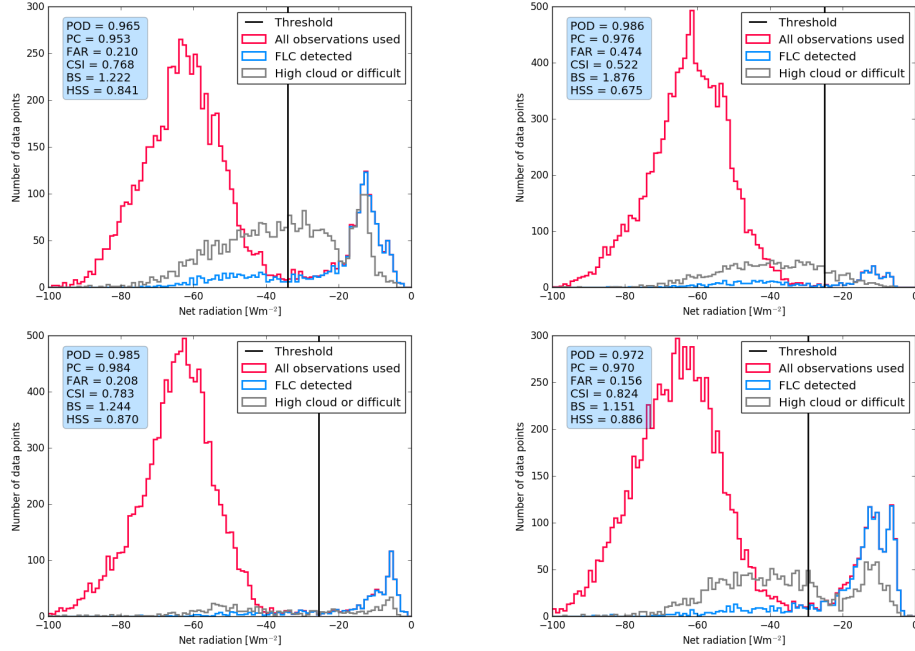 POD = 0.965
PC = 0.953
FAR = 0.210
CSI = 0.768
BS = 1.222
HSS = 0.841
Threshold
All observations used
FLC detected
High cloud or difficult
Number of data points
300
250
200
150
100
50
0
−100 −80 −60 −40 −20 0
Net radiation [Wm⁻²]
POD = 0.986
PC = 0.976
FAR = 0.474
CSI = 0.522
BS = 1.876
HSS = 0.675
Threshold
All observations used
FLC detected
High cloud or difficult
Number of data points
500
400
300
200
100
0
−100 −80 −60 −40 −20 0
Net radiation [Wm⁻²]
POD = 0.985
PC = 0.984
FAR = 0.208
CSI = 0.783
BS = 1.244
HSS = 0.870
Threshold
All observations used
FLC detected
High cloud or difficult
Number of data points
500
400
300
200
100
0
−100 −80 −60 −40 −20 0
Net radiation [Wm⁻²]
POD = 0.972
PC = 0.970
FAR = 0.156
CSI = 0.824
BS = 1.151
HSS = 0.886
Threshold
All observations used
FLC detected
High cloud or difficult
Number of data points
300
250
200
150
100
50
0
−100 −80 −60 −40 −20 0
Net radiation [Wm⁻²]